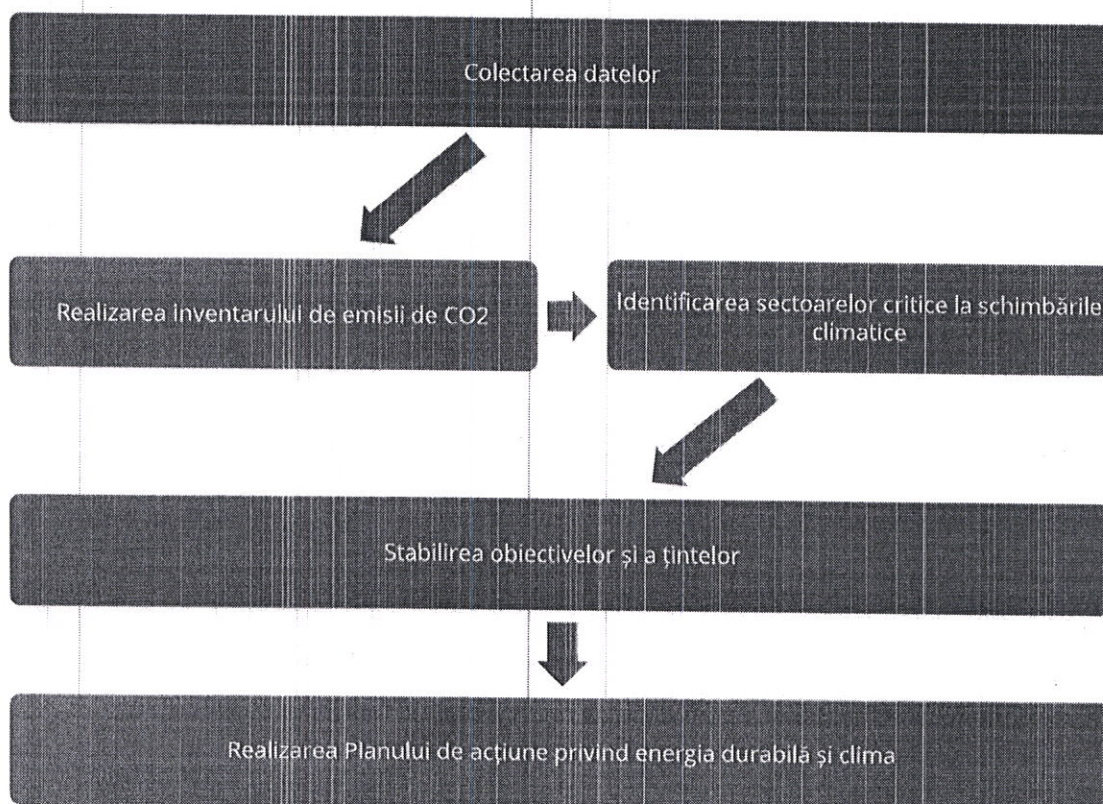 Colectarea datelor
Realizarea inventarului de emisii de CO2
Identificarea sectoarelor critice la schimbările
climatice
Stabilirea obiectivelor și a țintelor
Realizarea Planului de acțiune privind energia durabilă și clima